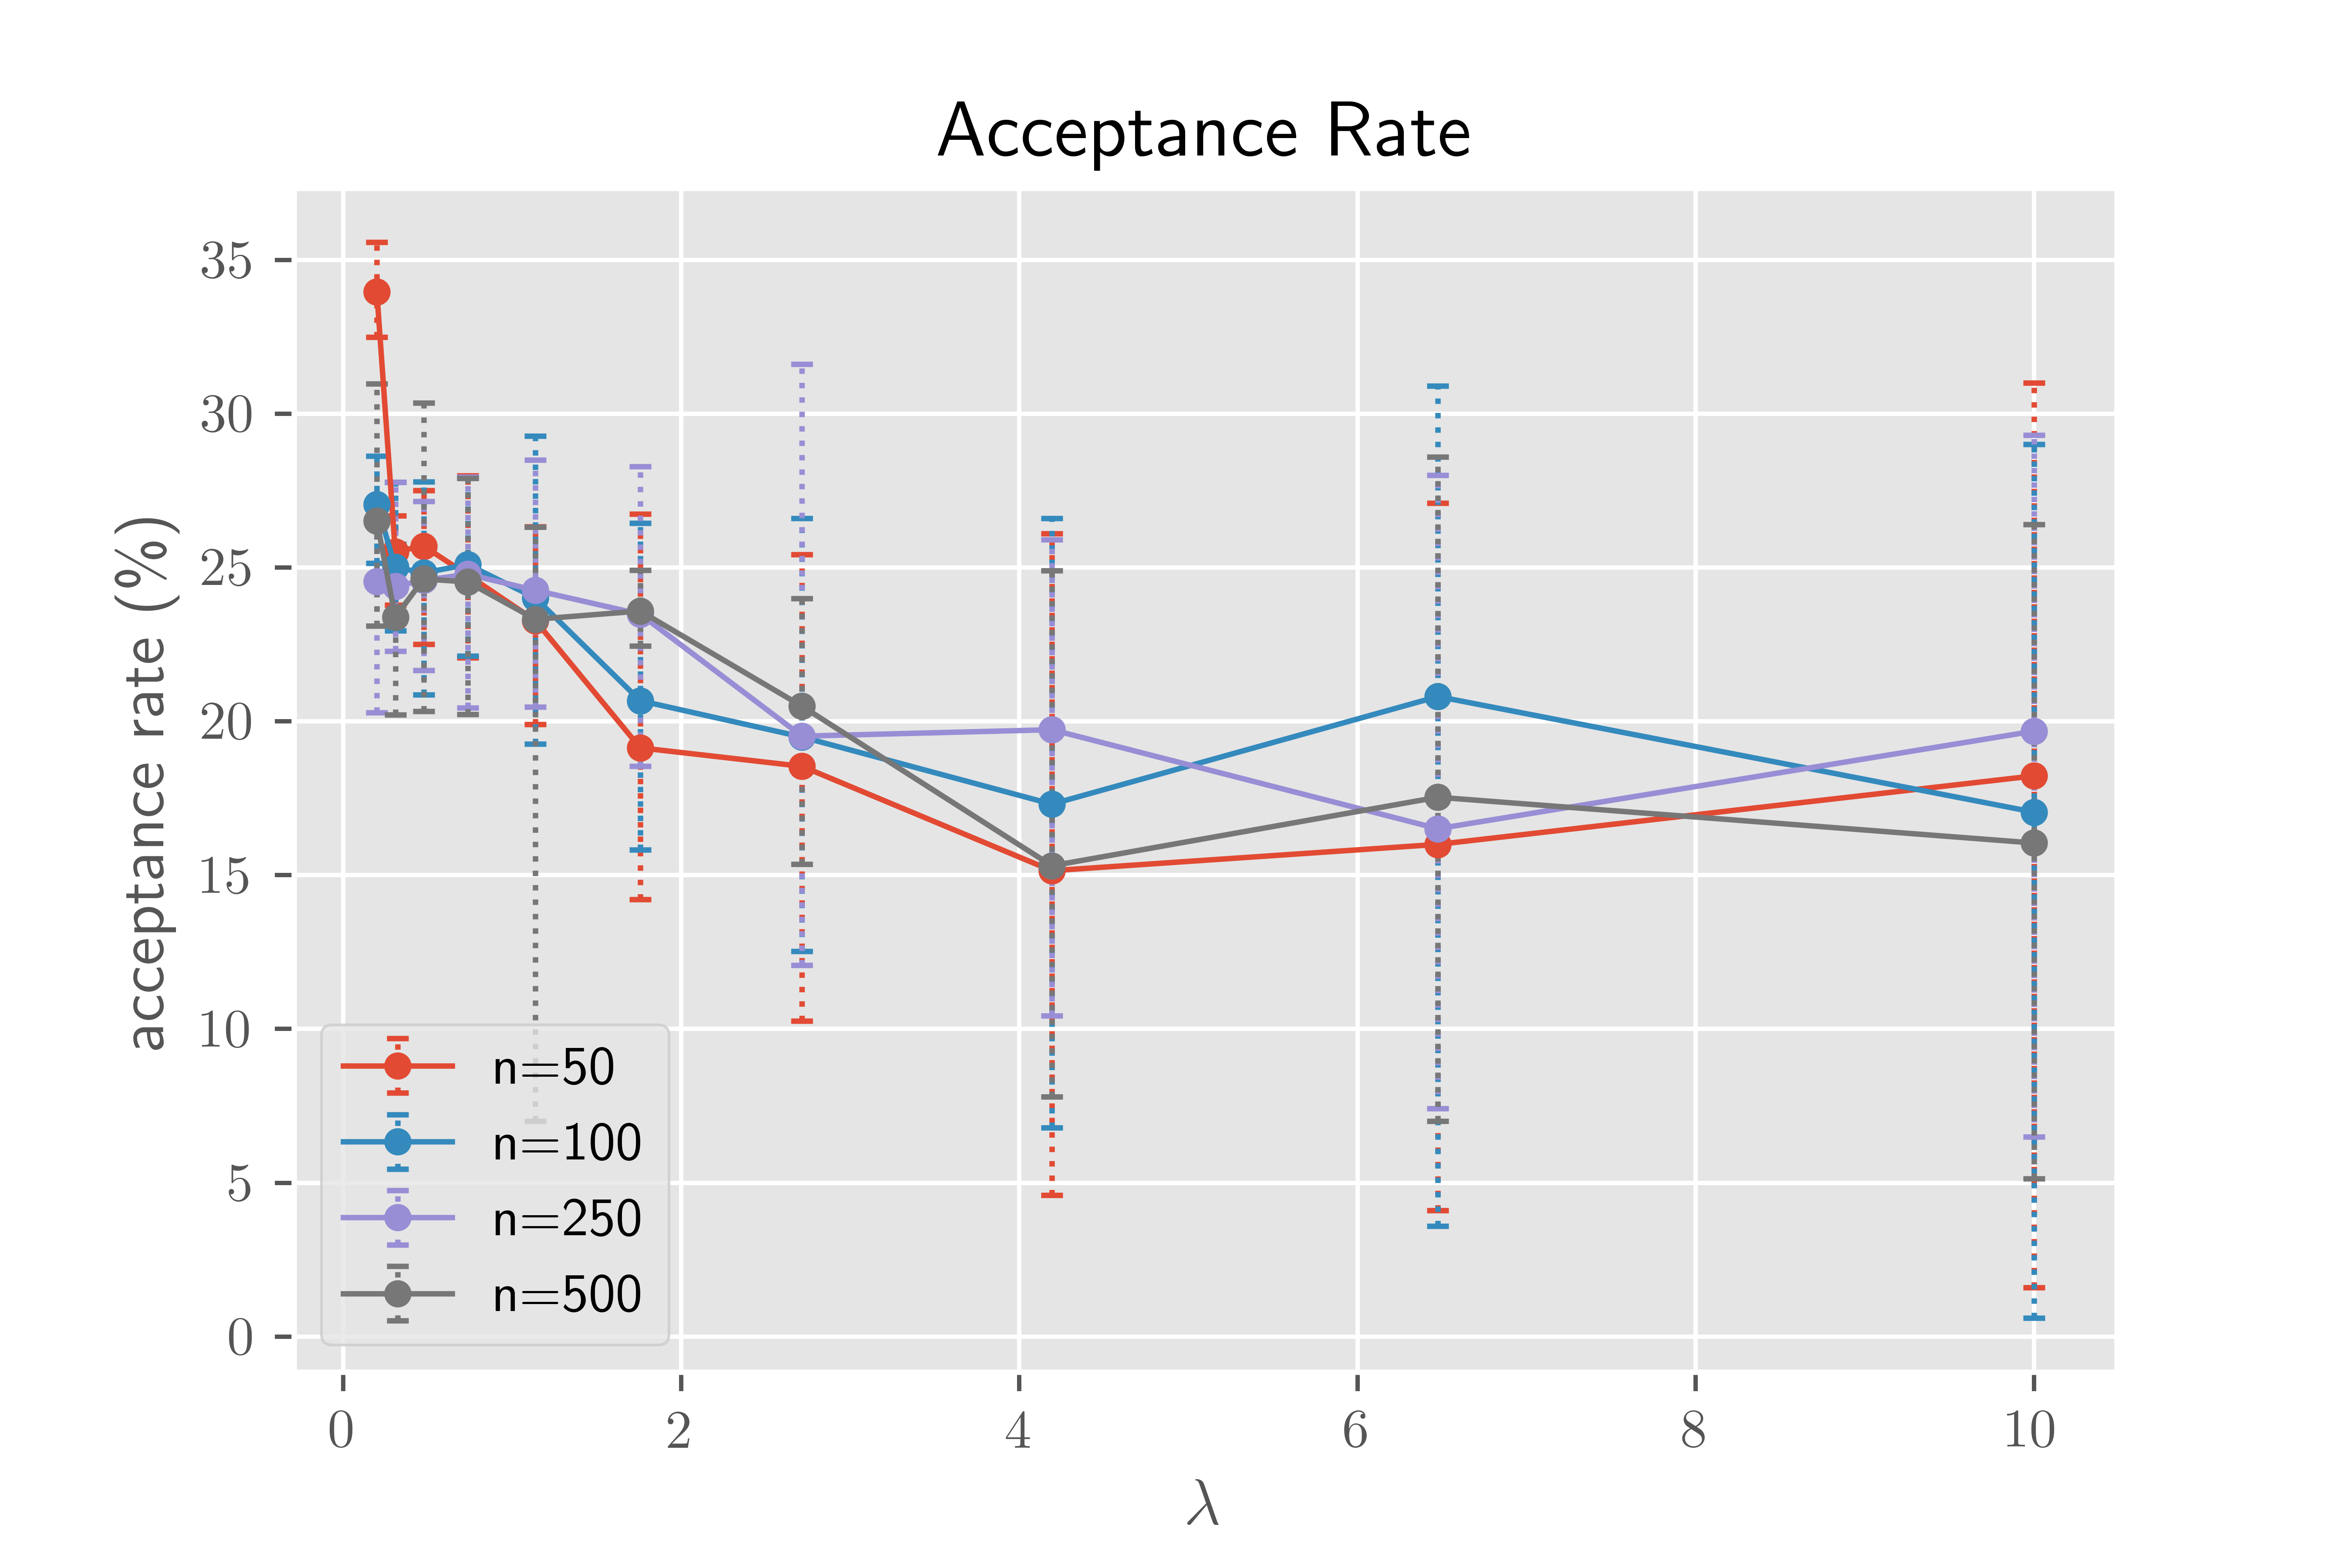 Acceptance Rate
acceptance rate (%)
35
30
25
20
15
10
5
0
n=50
n=100
n=250
n=500
0 2 4 6 8 10
λ